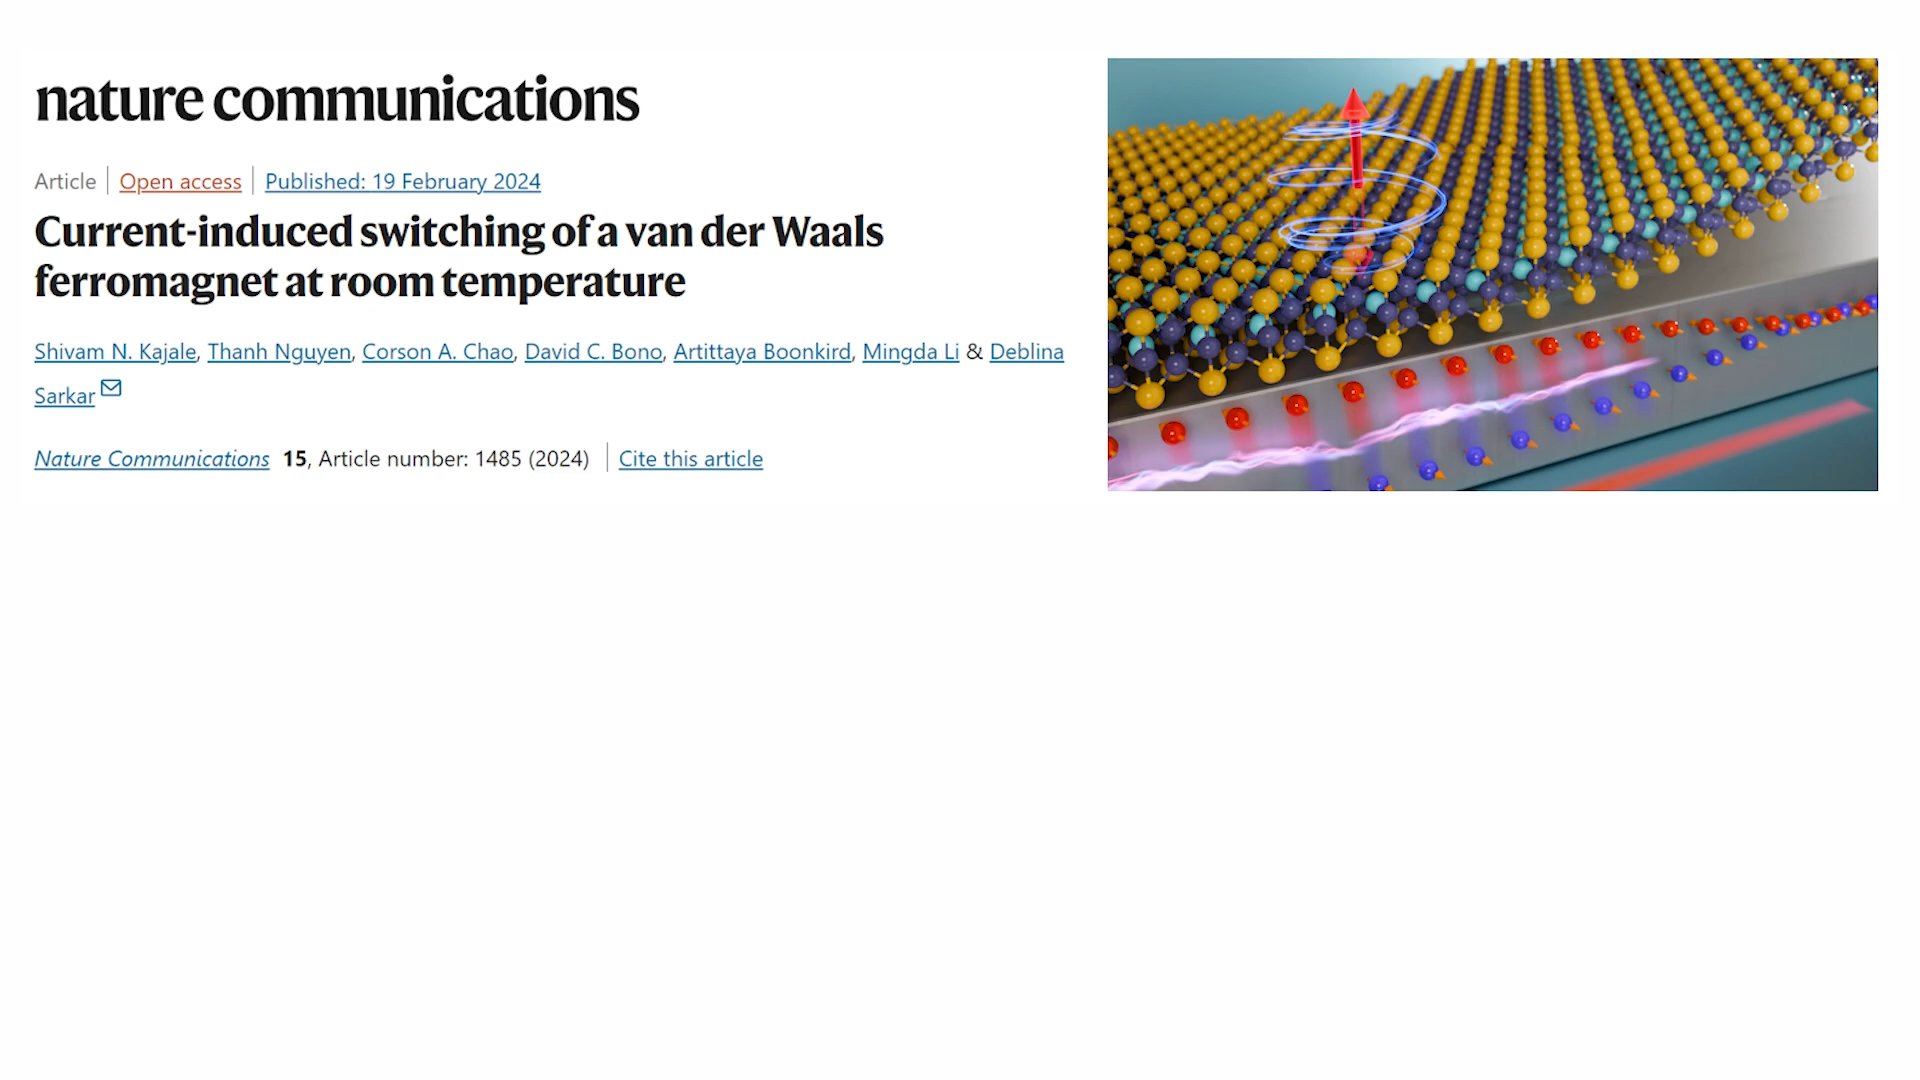 nature communications
Article | Open access | Published: 19 February 2024
Current-induced switching of a van der Waals
ferromagnet at room temperature
Shivam N. Kajale, Thanh Nguyen, Corson A. Chao, David C. Bono, Artittaya Boonkird, Mingda Li & Deblina
Sarkar
Nature Communications 15, Article number: 1485 (2024) | Cite this article